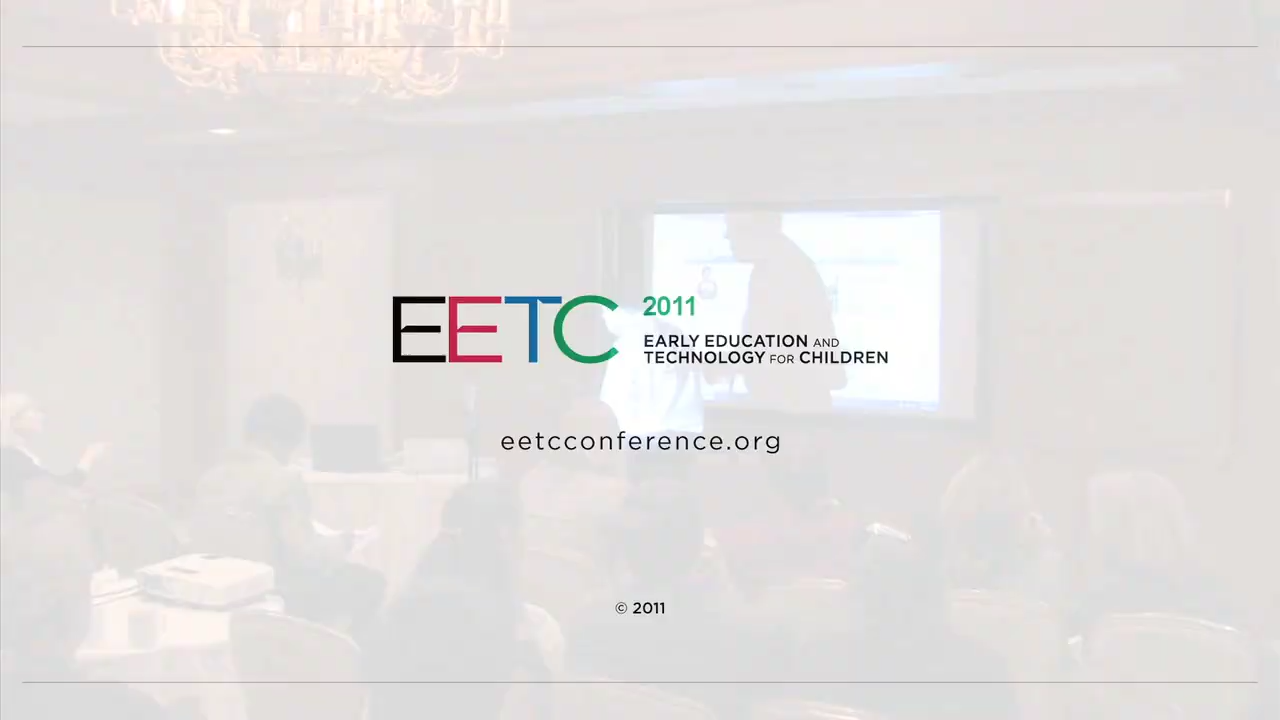 EETC 2011
EARLY EDUCATION AND
TECHNOLOGY FOR CHILDREN
eetcconference.org
© 2011